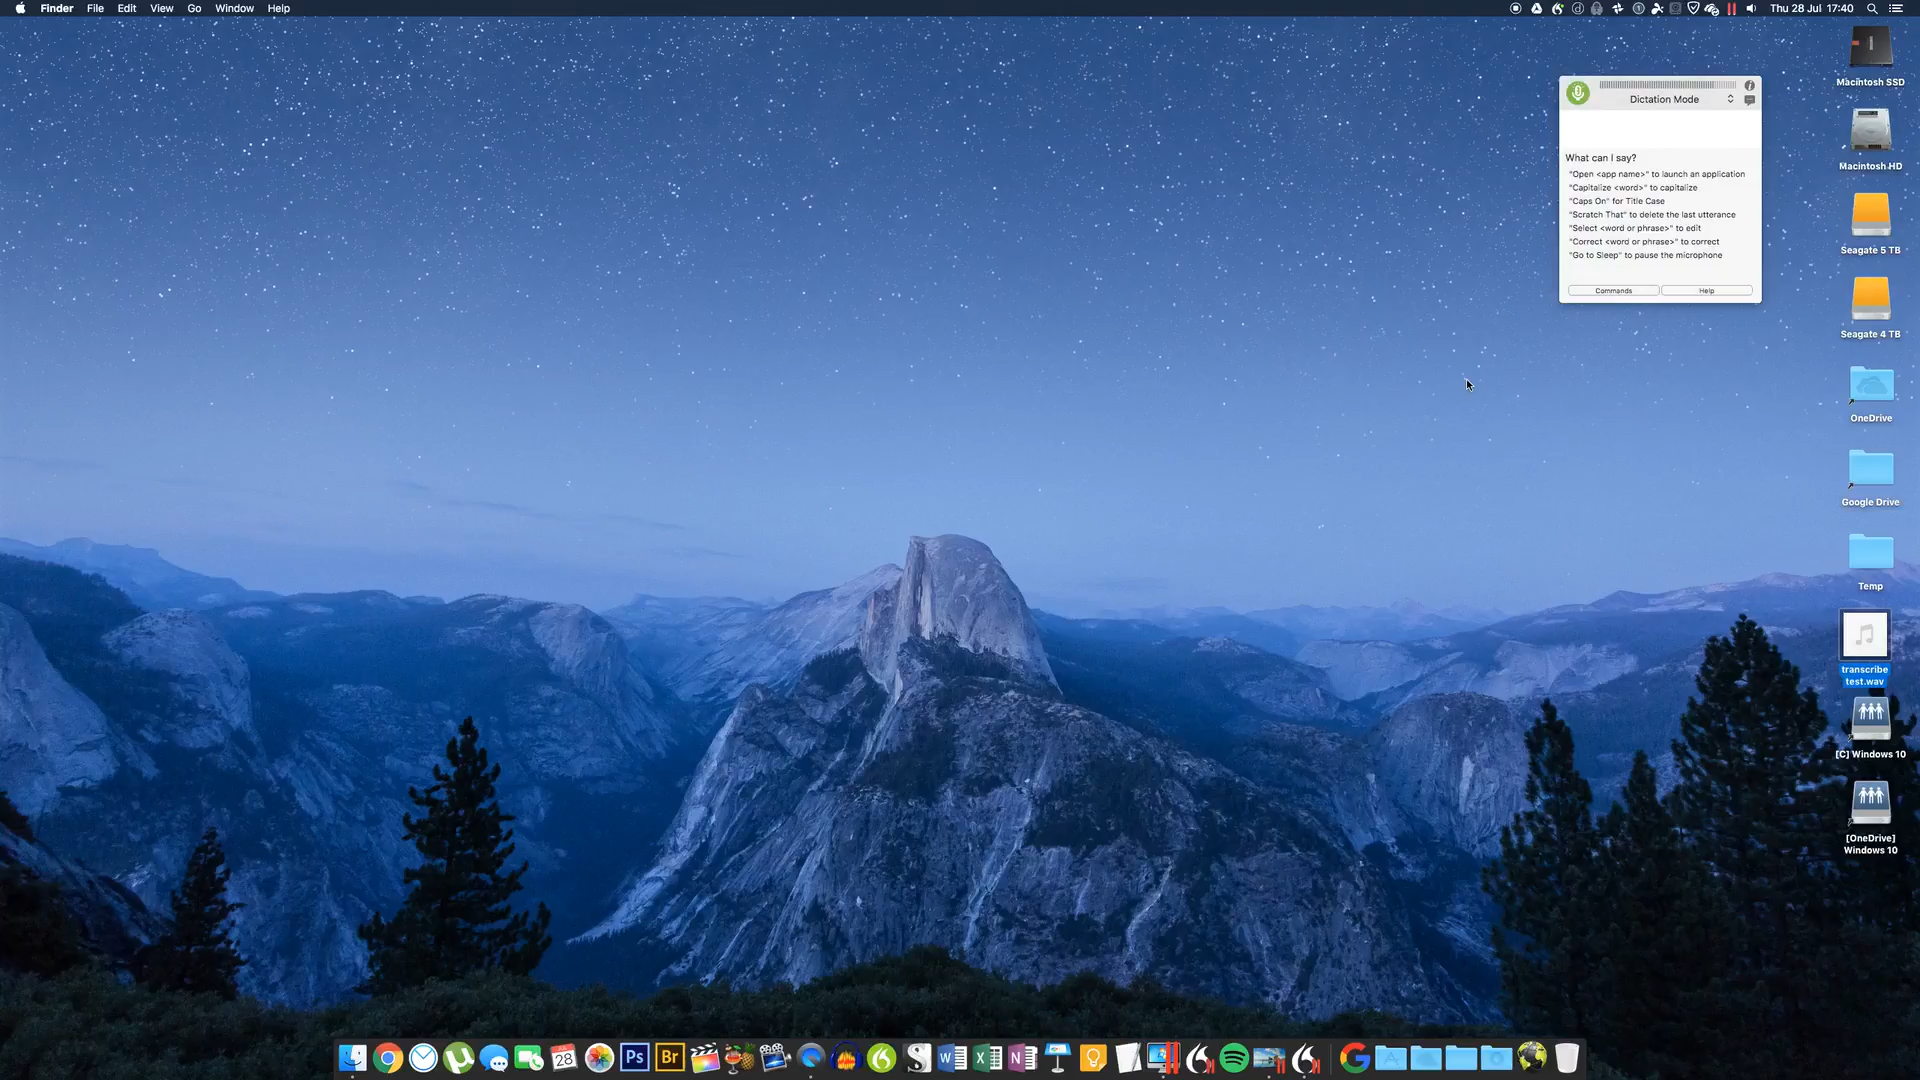 Finder File Edit View Go Window Help
Thu 28 Jul 17:40
Macintosh SSD
Dictation Mode
What can I say?
"Open <app name>" to launch an application
"Capitalize <word>" to capitalize
"Caps On" for Title Case
"Scratch That" to delete the last utterance
"Select <word or phrase>" to edit
"Correct <word or phrase>" to correct
"Go to Sleep" to pause the microphone
Commands Help
Macintosh HD
Seagate 5 TB
Seagate 4 TB
OneDrive
Google Drive
Temp
transcribe
test.wav
[C] Windows 10
[OneDrive]
Windows 10
JUL
28
Ps
Br
W
X
N